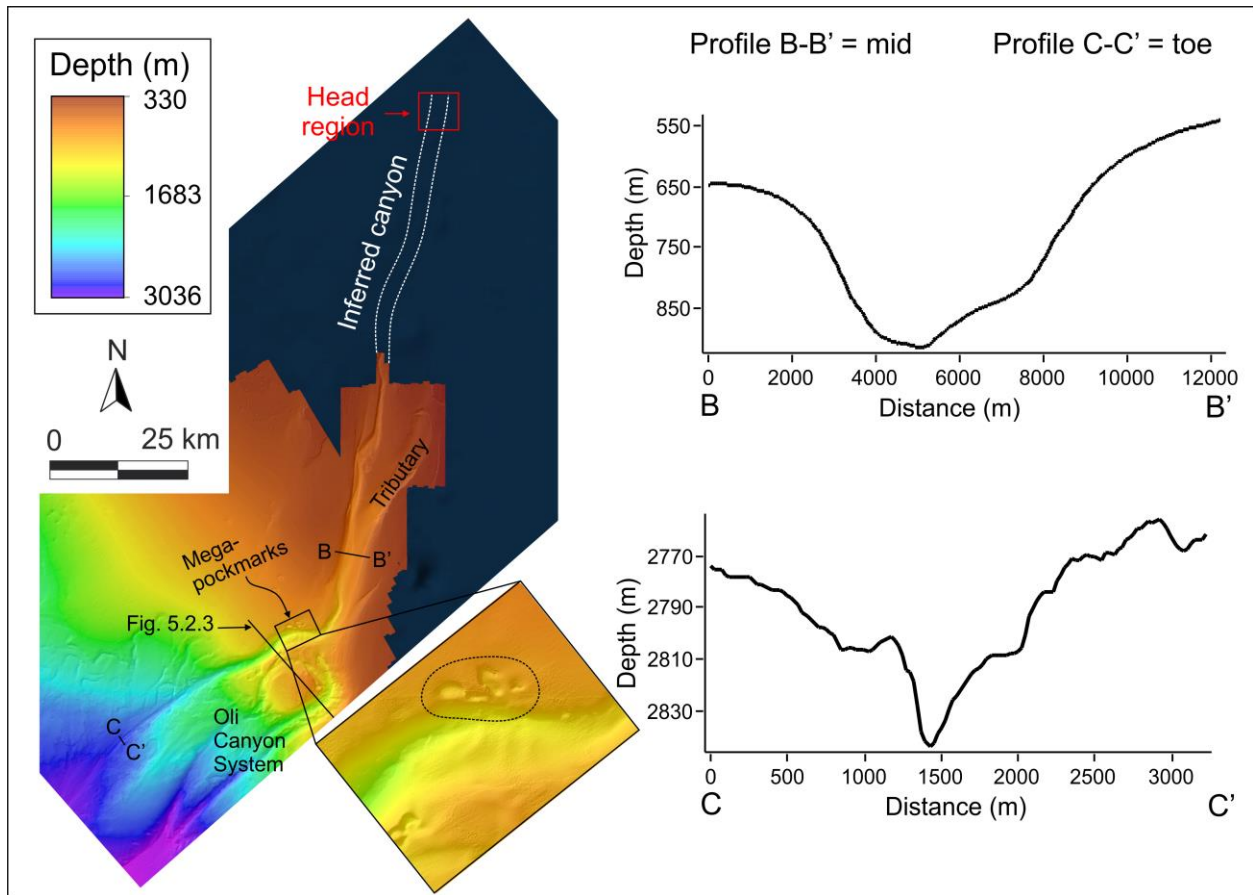 Depth (m)
330
1683
3036
N
0 25 km
Head
region
Inferred canyon
Tributary
B B’
Mega-
pockmarks
Fig. 5.2.3
C
C’
Oli
Canyon
System
Profile B-B’ = mid Profile C-C’ = toe
Depth (m)
550
650
750
850
0 2000 4000 6000 8000 10000 12000
B Distance (m) B’
Depth (m)
2770
2790
2810
2830
0 500 1000 1500 2000 2500 3000
C Distance (m) C’